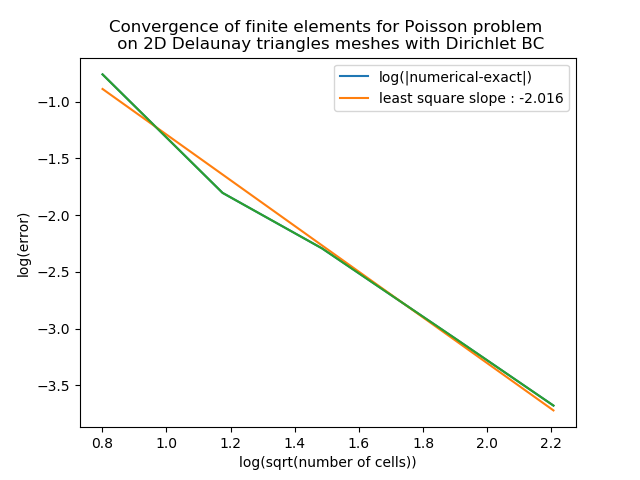 Convergence of finite elements for Poisson problem
on 2D Delaunay triangles meshes with Dirichlet BC
log(|numerical-exact|)
least square slope : -2.016
−1.0
−1.5
−2.0
−2.5
−3.0
−3.5
log(error)
0.8 1.0 1.2 1.4 1.6 1.8 2.0 2.2
log(sqrt(number of cells))